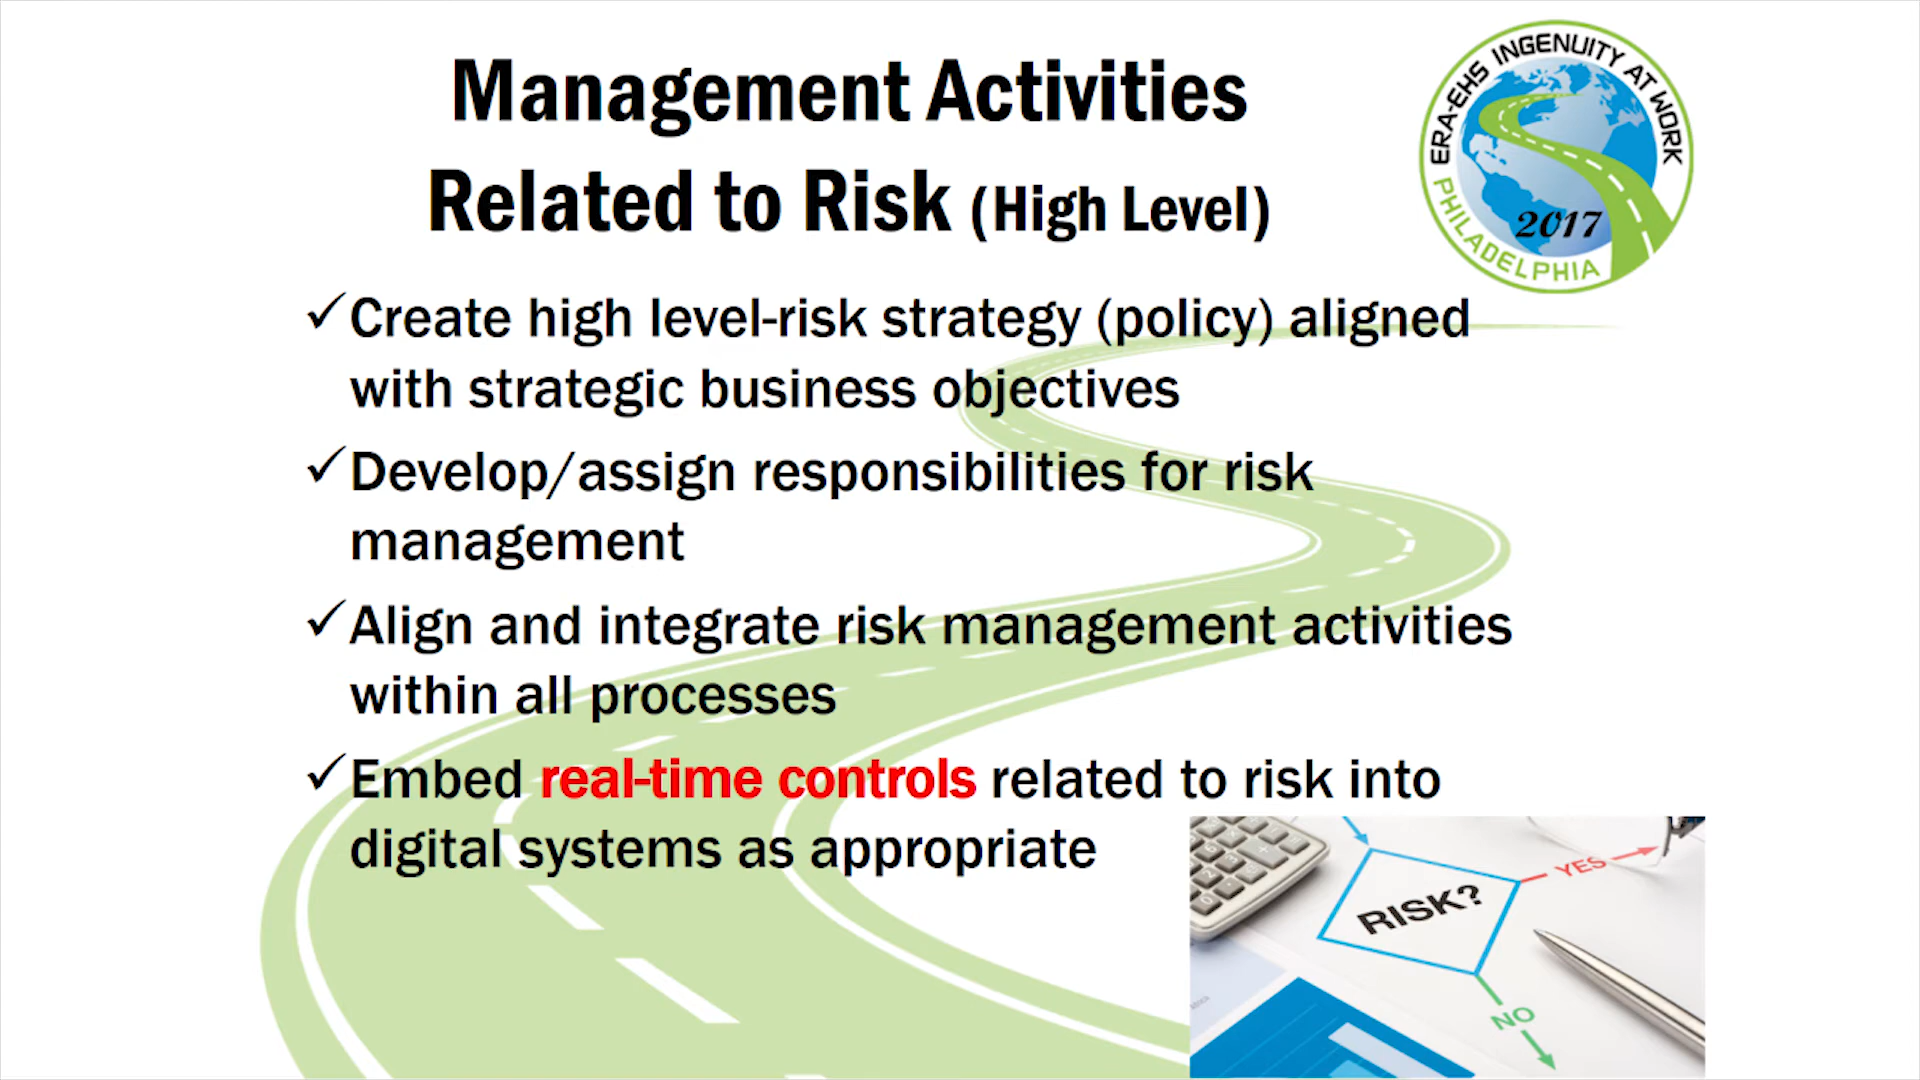 Management Activities
Related to Risk (High Level)
ERA-EHS INGENUITY AT WORK
PHILADELPHIA
2017
✓Create high level-risk strategy (policy) aligned
with strategic business objectives
✓Develop/assign responsibilities for risk
management
✓Align and integrate risk management activities
within all processes
✓Embed real-time controls related to risk into
digital systems as appropriate
RISK?
YES
NO